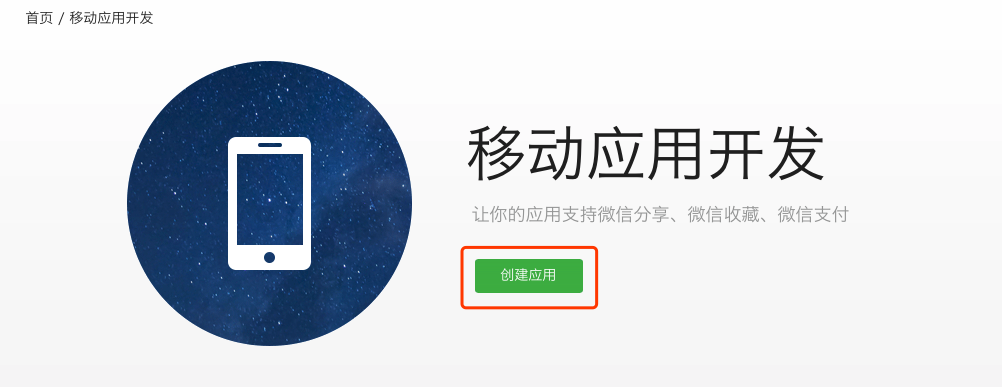 首页 / 移动应用开发
移动应用开发
让你的应用支持微信分享、微信收藏、微信支付
创建应用